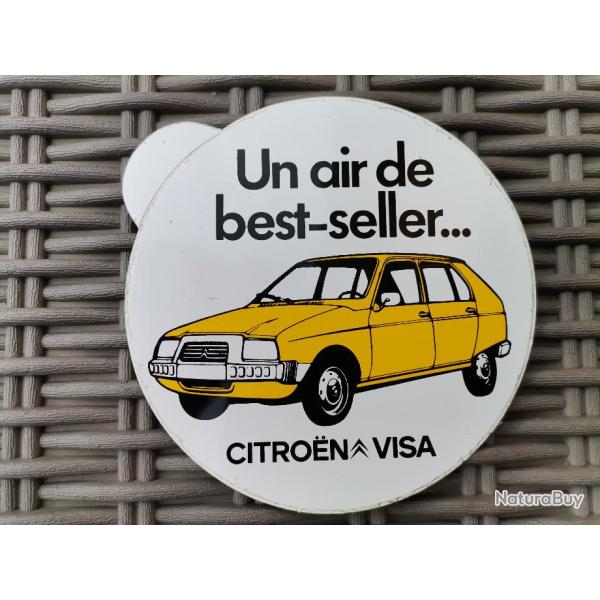 Un air de
best-seller...
CITROËN VISA
NaturaBuy